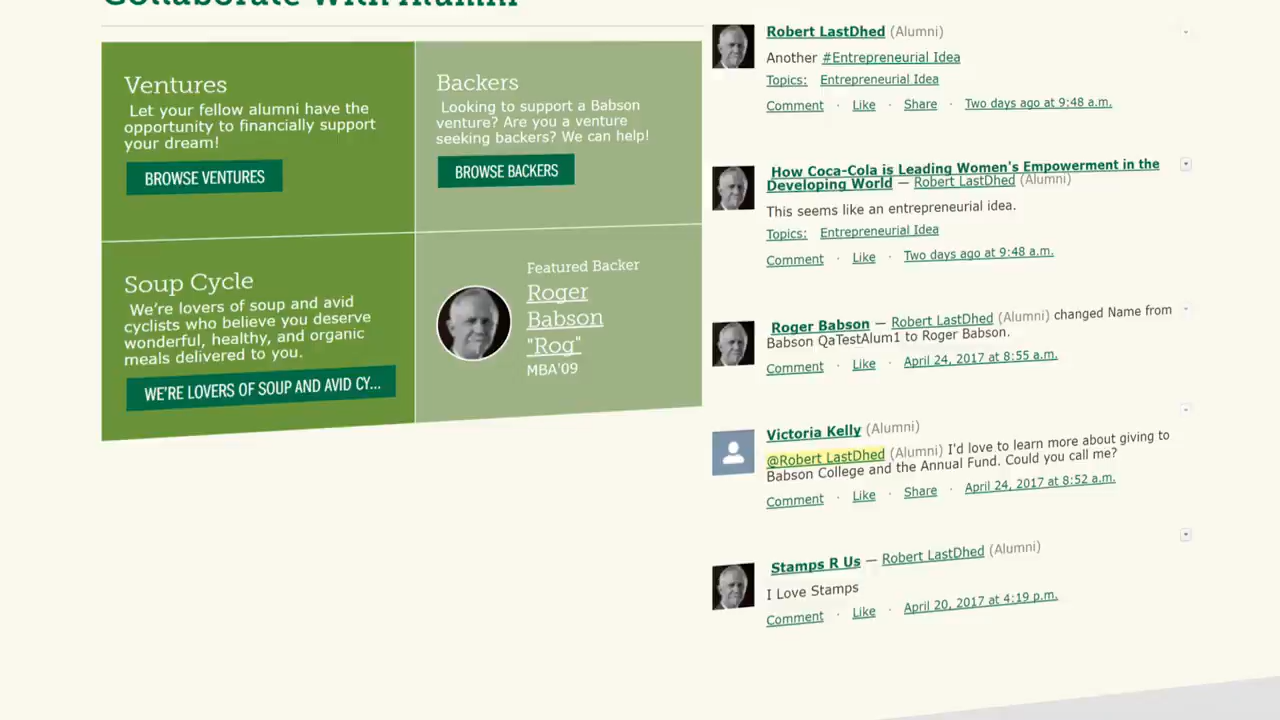 Collaborate With Alumni
Ventures
Let your fellow alumni have the
opportunity to financially support
your dream!
BROWSE VENTURES
Backers
Looking to support a Babson
venture? Are you a venture
seeking backers? We can help!
BROWSE BACKERS
Soup Cycle
We're lovers of soup and avid
cyclists who believe you deserve
wonderful, healthy, and organic
meals delivered to you.
WE'RE LOVERS OF SOUP AND AVID CY...
Featured Backer
Roger
Babson
"Rog"
MBA'09
Robert LastDhed (Alumni)
Another #Entrepreneurial Idea
Topics: Entrepreneurial Idea
Comment · Like · Share · Two days ago at 9:48 a.m.
How Coca-Cola is Leading Women's Empowerment in the
Developing World — Robert LastDhed (Alumni)
This seems like an entrepreneurial idea.
Topics: Entrepreneurial Idea
Comment · Like · Two days ago at 9:48 a.m.
Roger Babson — Robert LastDhed (Alumni) changed Name from
Babson QaTestAlum1 to Roger Babson.
Comment · Like · April 24, 2017 at 8:55 a.m.
Victoria Kelly (Alumni)
@Robert LastDhed (Alumni) I'd love to learn more about giving to
Babson College and the Annual Fund. Could you call me?
Comment · Like · Share · April 24, 2017 at 8:52 a.m.
Stamps R Us — Robert LastDhed (Alumni)
I Love Stamps
Comment · Like · April 20, 2017 at 4:19 p.m.